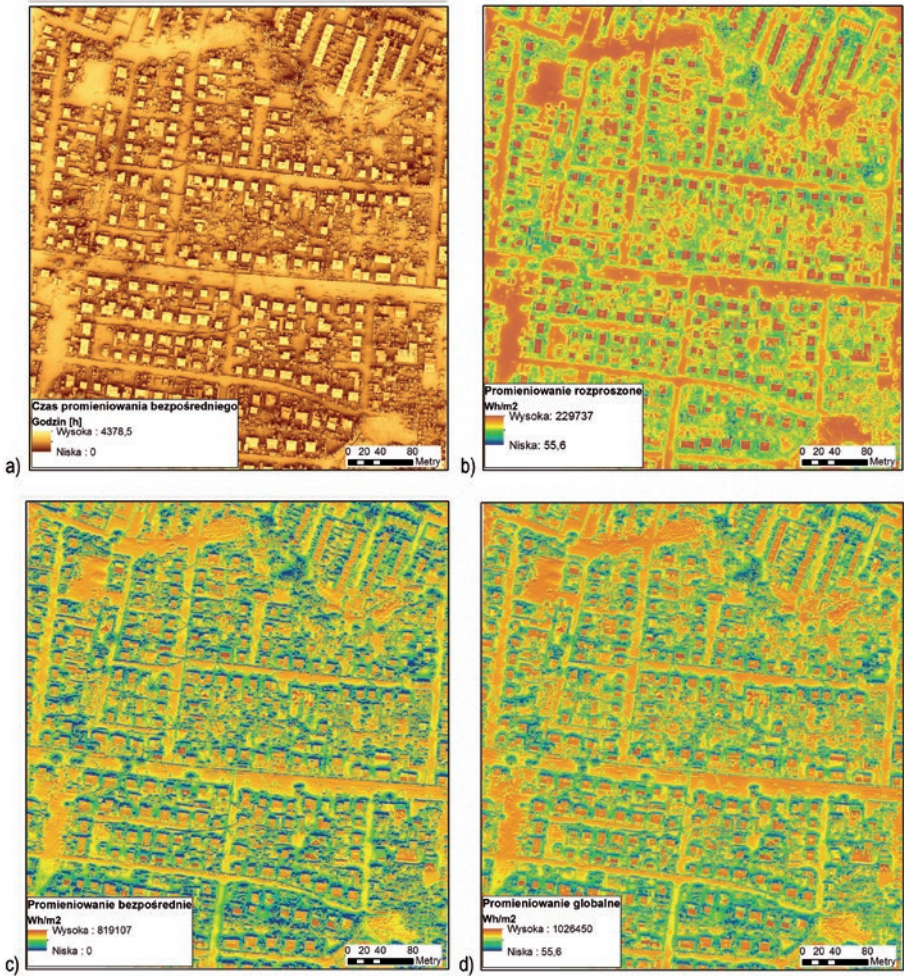 Czas promieniowania bezpośredniego
Godzin [h]
Wysoka : 4378,5
Niska : 0
0 20 40 80
Metry
a)
Promieniowanie rozproszone
Wh/m2
Wysoka: 229737
Niska: 55,6
0 20 40 80
Metry
b)
Promieniowanie bezpośrednie
Wh/m2
Wysoka : 819107
Niska : 0
0 20 40 80
Metry
c)
Promieniowanie globalne
Wh/m2
Wysoka : 1026450
Niska : 55,6
0 20 40 80
Metry
d)